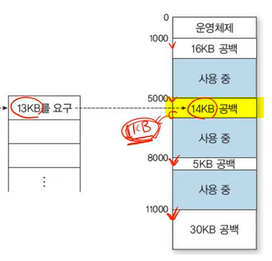 0
운영체제
1000
16KB 공백
사용 중
5000
13KB를 요구
14KB 공백
1KB
사용 중
8000
5KB 공백
사용 중
11000
30KB 공백